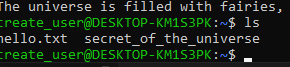 The universe is filled with fairies,
create_user@DESKTOP-KM1S3PK:~$ ls
hello.txt  secret_of_the_universe
create_user@DESKTOP-KM1S3PK:~$